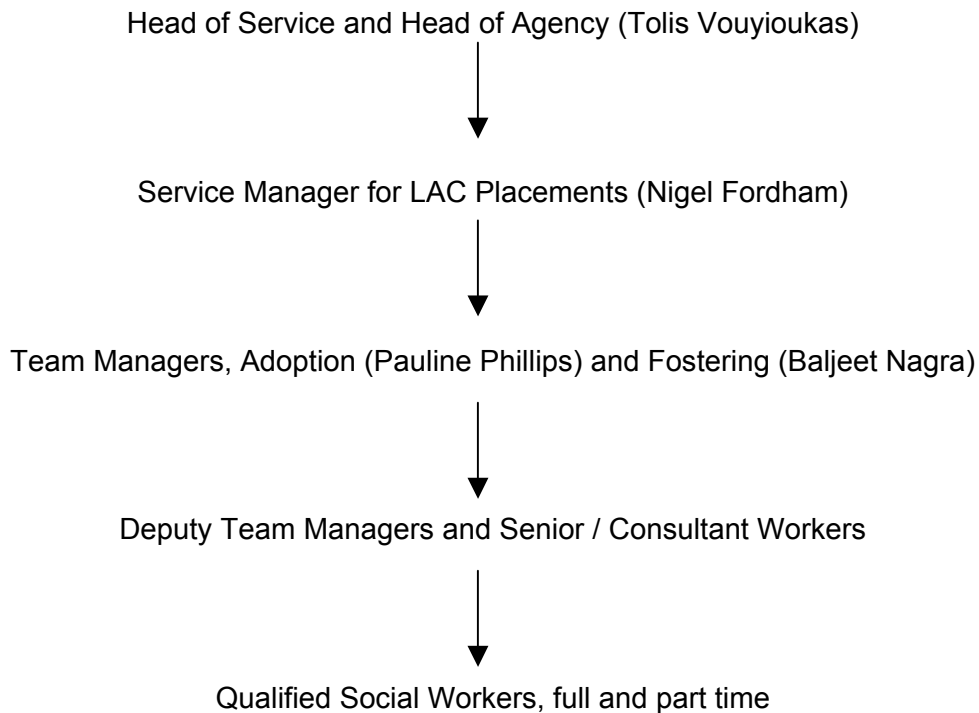 Head of Service and Head of Agency (Tolis Vouyioukas)
Service Manager for LAC Placements (Nigel Fordham)
Team Managers, Adoption (Pauline Phillips) and Fostering (Baljeet Nagra)
Deputy Team Managers and Senior / Consultant Workers
Qualified Social Workers, full and part time